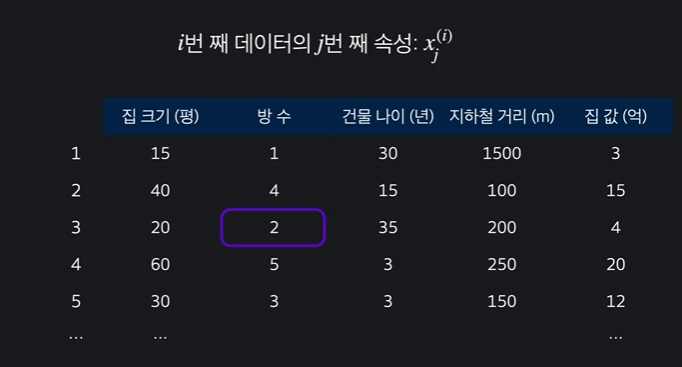 i번 째 데이터의 j번 째 속성: x_j^{(i)}
집 크기 (평) 방 수 건물 나이 (년) 지하철 거리 (m) 집 값 (억)
1 15 1 30 1500 3
2 40 4 15 100 15
3 20 2 35 200 4
4 60 5 3 250 20
5 30 3 3 150 12
... ... ...